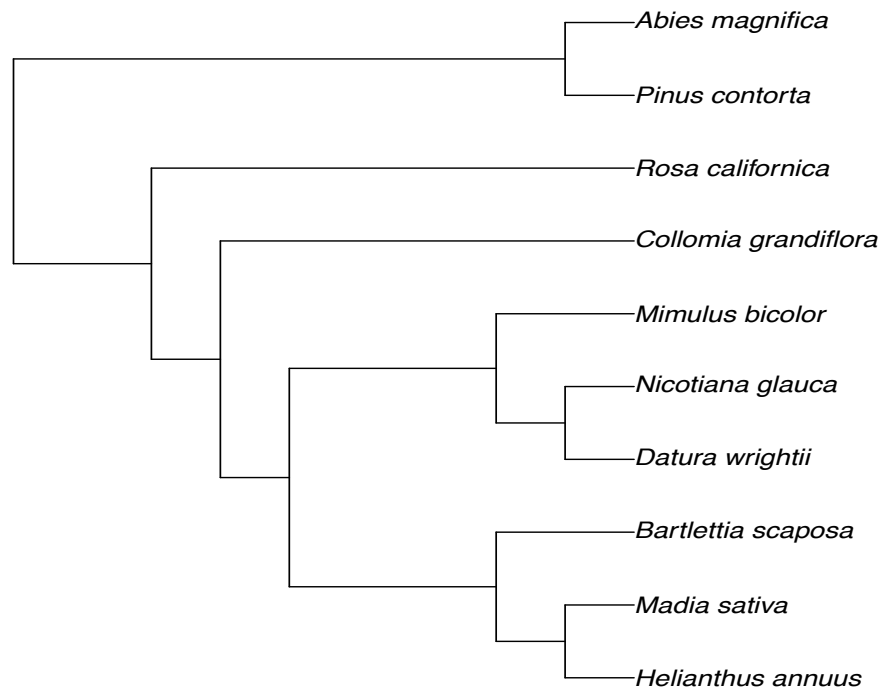 Abies magnifica
Pinus contorta
Rosa californica
Collomia grandiflora
Mimulus bicolor
Nicotiana glauca
Datura wrightii
Bartlettia scaposa
Madia sativa
Helianthus annuus